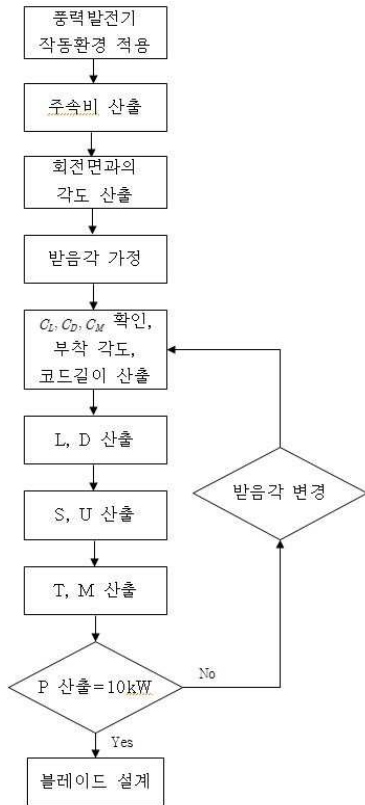 풍력발전기
작동환경 적용
주속비 산출
회전면과의
각도 산출
받음각 가정
C_L, C_D, C_M 확인,
부착 각도,
코드길이 산출
L, D 산출
받음각 변경
S, U 산출
T, M 산출
P 산출=10kW
No
Yes
블레이드 설계